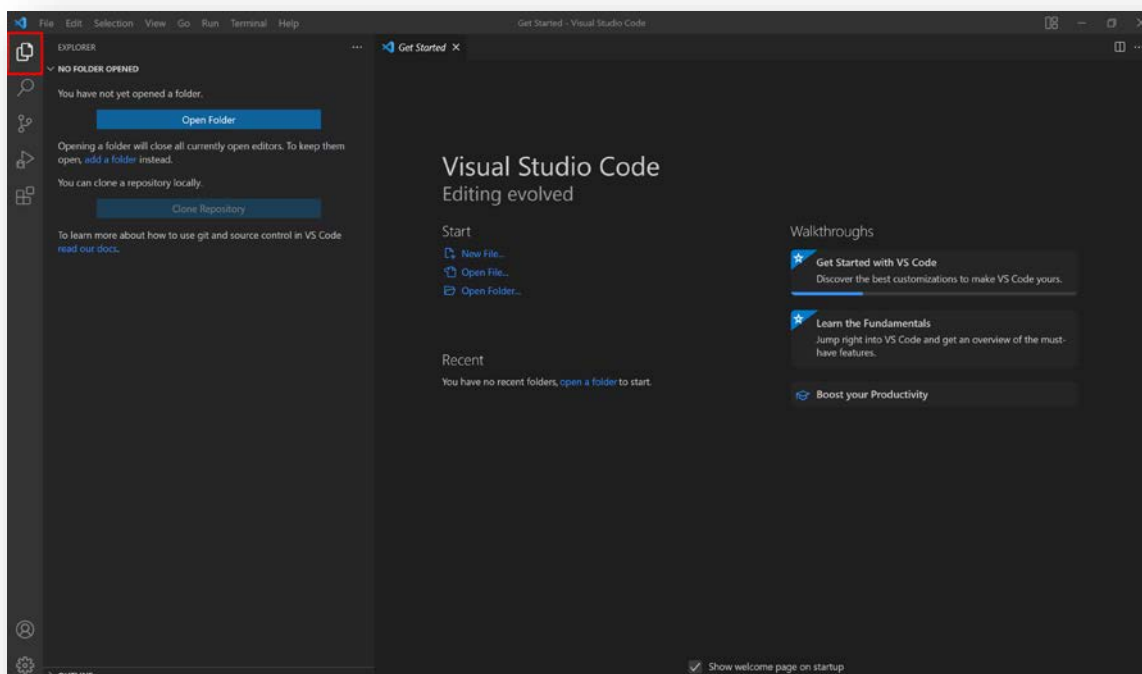 File Edit Selection View Go Run Terminal Help
Get Started - Visual Studio Code
EXPLORER
NO FOLDER OPENED
You have not yet opened a folder.
Open Folder
Opening a folder will close all currently open editors. To keep them
open, add a folder instead.
You can clone a repository locally.
Clone Repository
To learn more about how to use git and source control in VS Code
read our docs.
Get Started
Visual Studio Code
Editing evolved
Start
New File...
Open File...
Open Folder...
Recent
You have no recent folders, open a folder to start.
Walkthroughs
Get Started with VS Code
Discover the best customizations to make VS Code yours.
Learn the Fundamentals
Jump right into VS Code and get an overview of the must-
have features.
Boost your Productivity
Show welcome page on startup